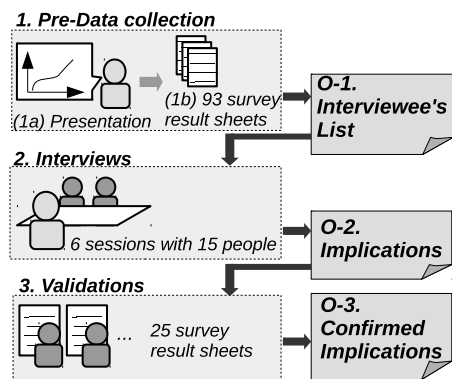 1. Pre-Data collection
(1a) Presentation
(1b) 93 survey
result sheets
O-1.
Interviewee's
List
2. Interviews
6 sessions with 15 people
O-2.
Implications
3. Validations
...
25 survey
result sheets
O-3.
Confirmed
Implications